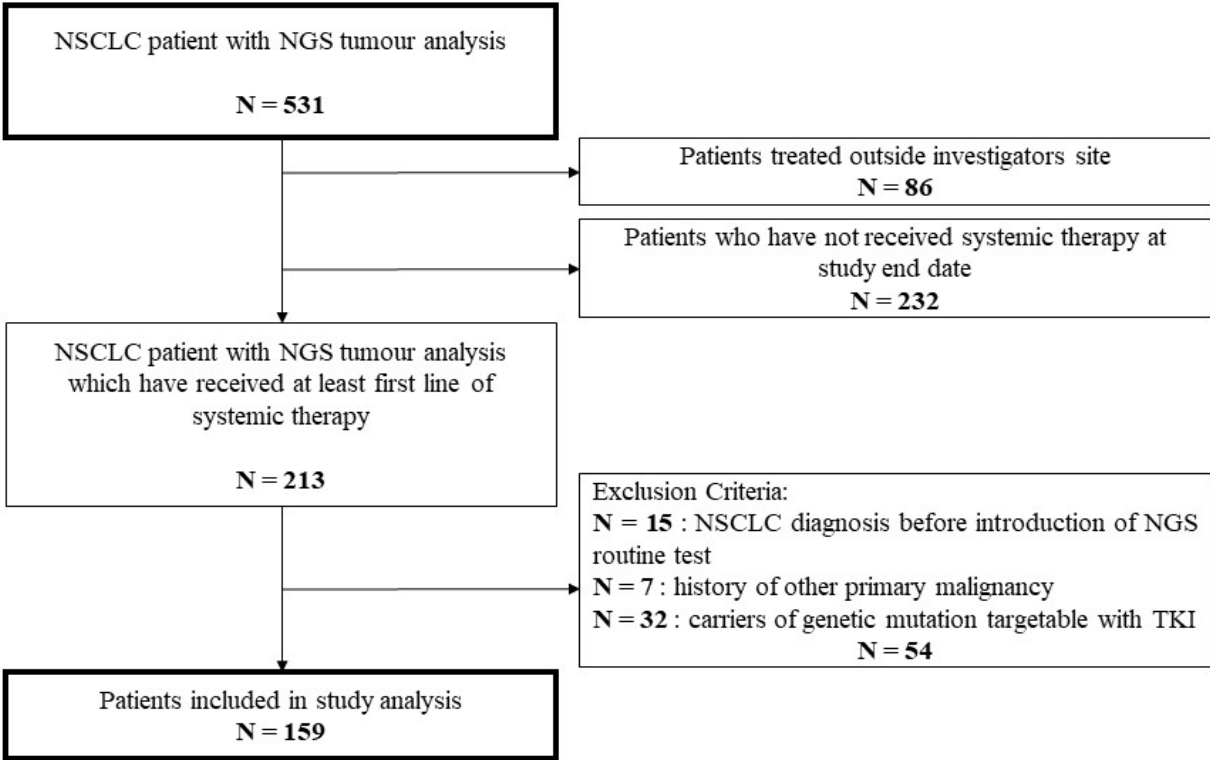 NSCLC patient with NGS tumour analysis
N = 531
Patients treated outside investigators site
N = 86
Patients who have not received systemic therapy at
study end date
N = 232
NSCLC patient with NGS tumour analysis
which have received at least first line of
systemic therapy
N = 213
Exclusion Criteria:
N = 15 : NSCLC diagnosis before introduction of NGS
routine test
N = 7 : history of other primary malignancy
N = 32 : carriers of genetic mutation targetable with TKI
N = 54
Patients included in study analysis
N = 159